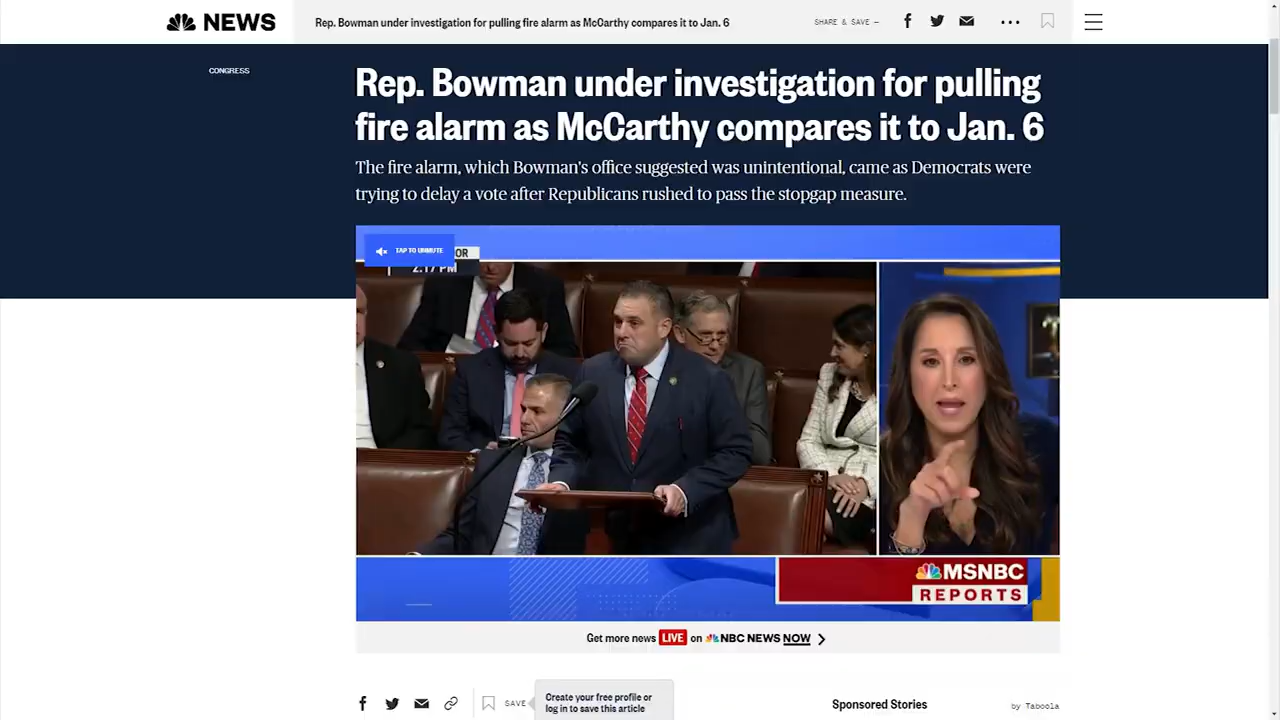 NEWS
Rep. Bowman under investigation for pulling fire alarm as McCarthy compares it to Jan. 6
SHARE & SAVE —
CONGRESS
Rep. Bowman under investigation for pulling
fire alarm as McCarthy compares it to Jan. 6
The fire alarm, which Bowman's office suggested was unintentional, came as Democrats were
trying to delay a vote after Republicans rushed to pass the stopgap measure.
TAP TO UNMUTE
OR
2:17 PM
MSNBC
REPORTS
Get more news LIVE on NBC NEWS NOW
SAVE
Create your free profile or
log in to save this article
Sponsored Stories
by Taboola